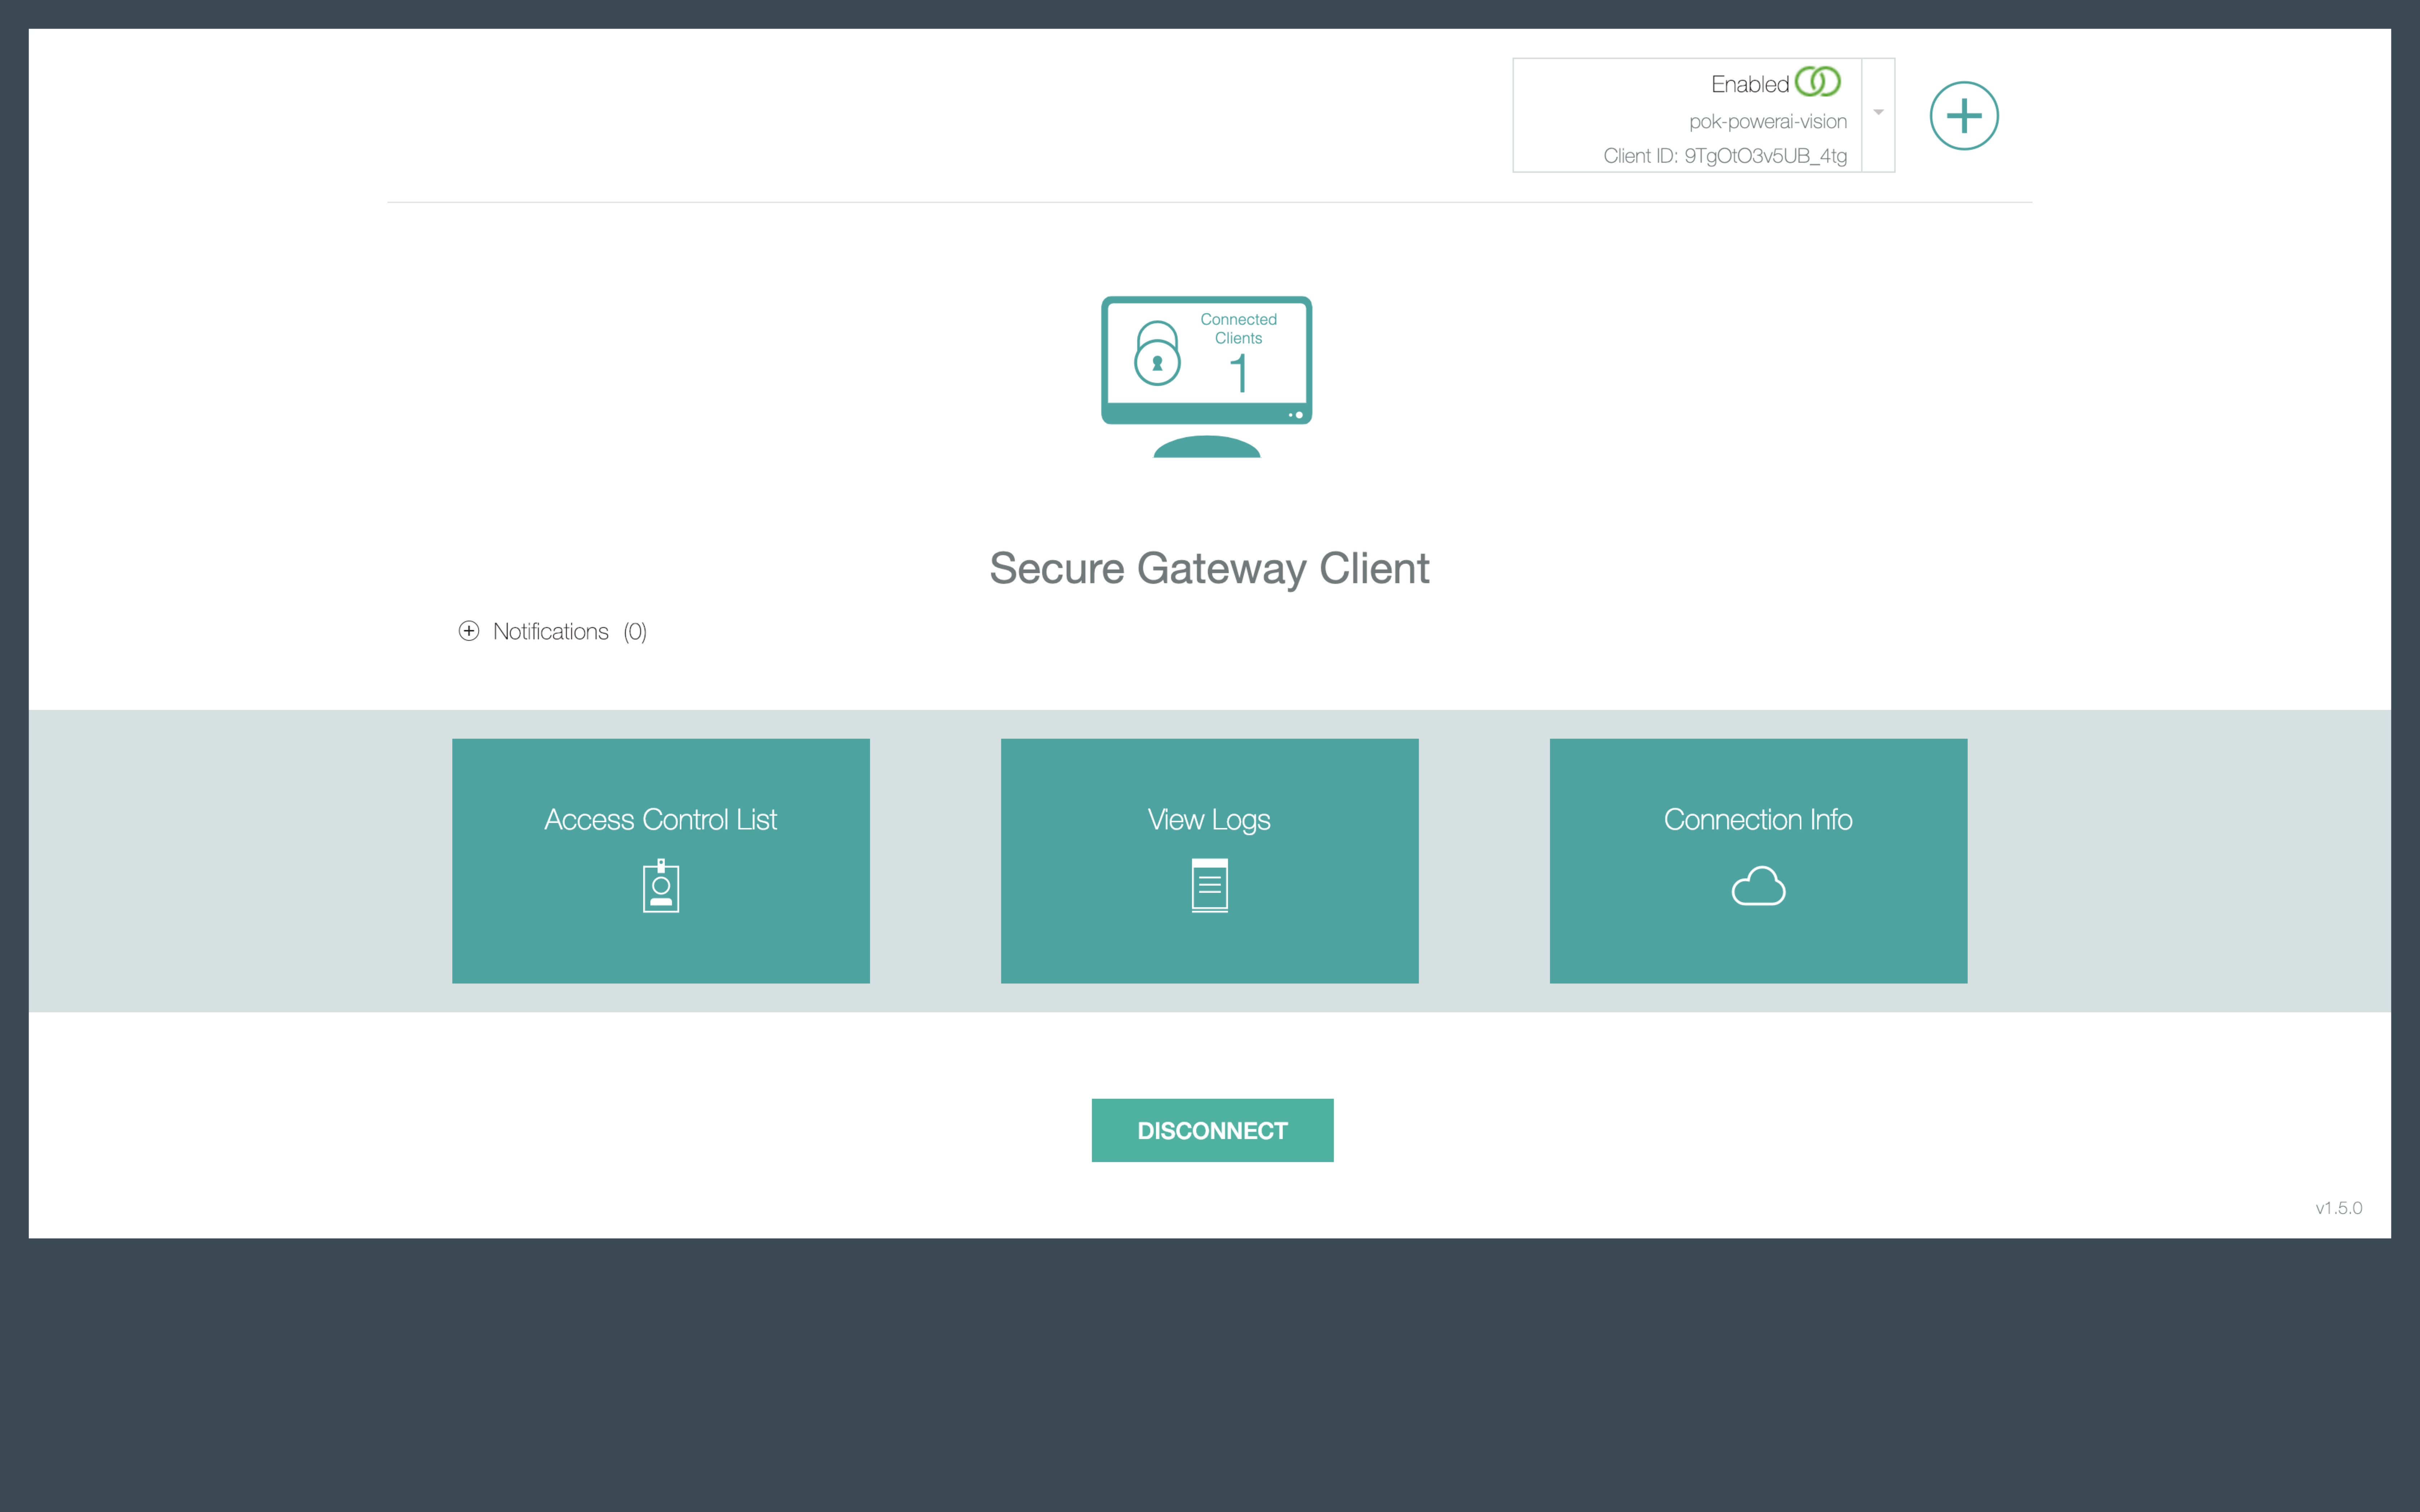 Enabled
pok-powerai-vision
Client ID: 9TgOtO3v5UB_4tg
Connected
Clients
1
Secure Gateway Client
Notifications (0)
Access Control List
View Logs
Connection Info
DISCONNECT
v1.5.0